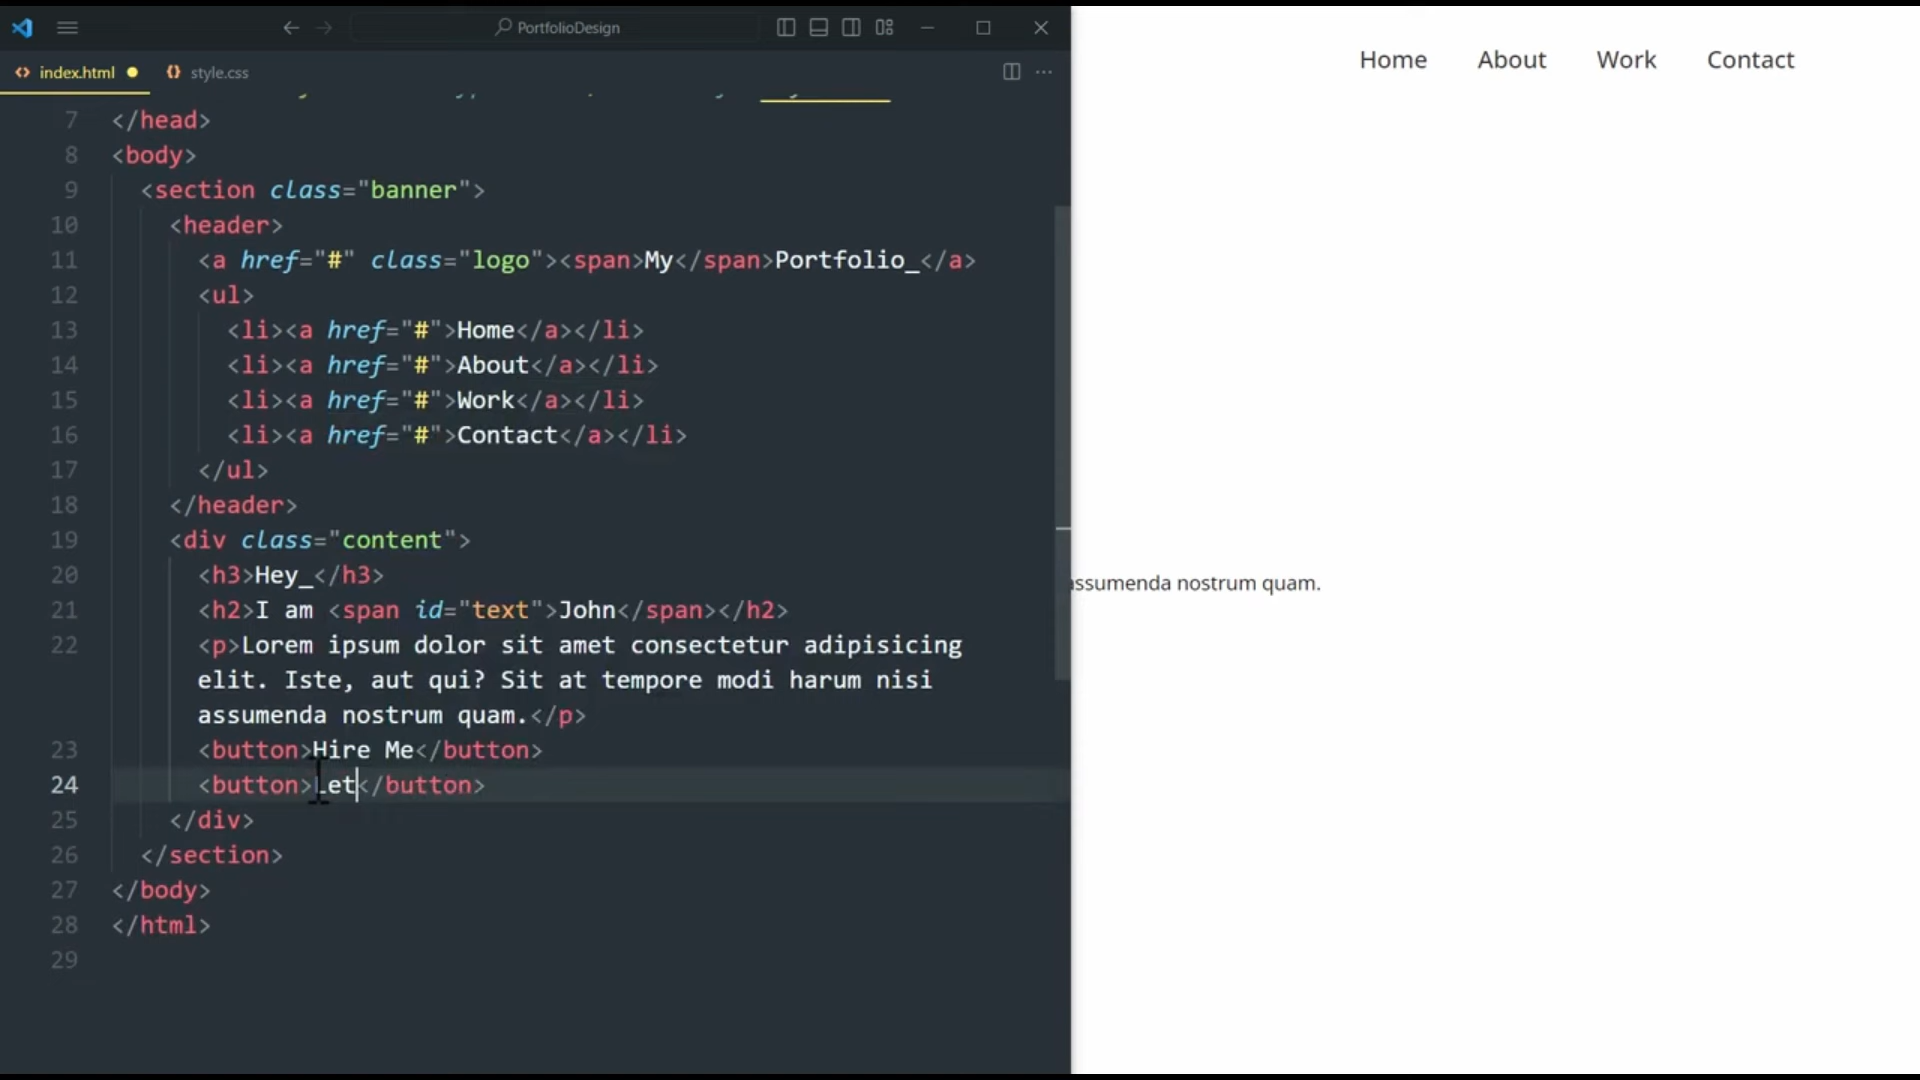 PortfolioDesign
index.html
style.css
Home About Work Contact
7 </head>
8 <body>
9 <section class="banner">
10 <header>
11 <a href="#" class="logo"><span>My</span>Portfolio_</a>
12 <ul>
13 <li><a href="#">Home</a></li>
14 <li><a href="#">About</a></li>
15 <li><a href="#">Work</a></li>
16 <li><a href="#">Contact</a></li>
17 </ul>
18 </header>
19 <div class="content">
20 <h3>Hey_</h3>
21 <h2>I am <span id="text">John</span></h2>
22 <p>Lorem ipsum dolor sit amet consectetur adipisicing
elit. Iste, aut qui? Sit at tempore modi harum nisi
assumenda nostrum quam.</p>
23 <button>Hire Me</button>
24 <button>Let</button>
25 </div>
26 </section>
27 </body>
28 </html>
29
assumenda nostrum quam.